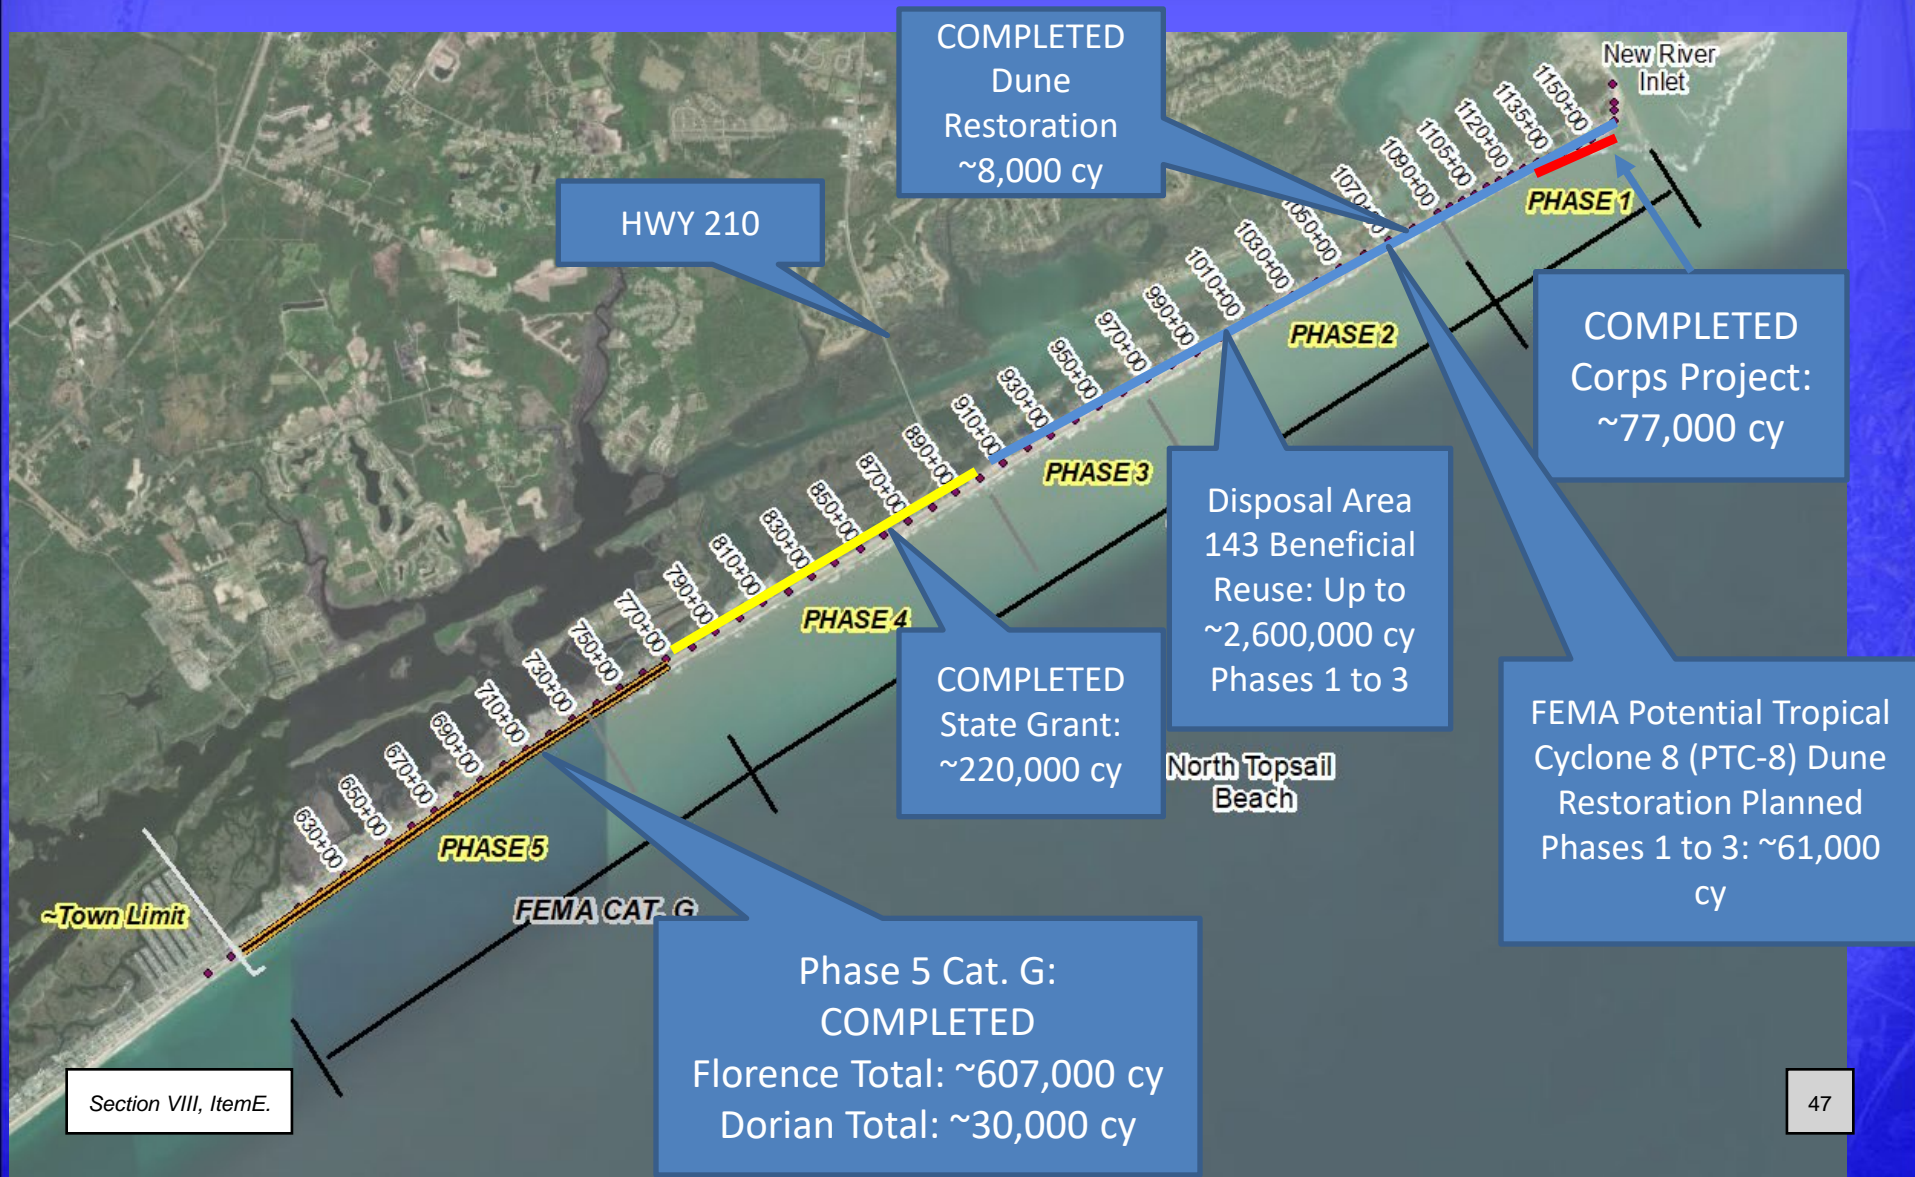 COMPLETED
Dune
Restoration
~8,000 cy
New River
Inlet
HWY 210
1150+00
1135+00
1120+00
1105+00
1090+00
1050+00
1030+00
1010+00
990+00
970+00
950+00
930+00
910+00
890+00
870+00
850+00
830+00
810+00
790+00
770+00
750+00
730+00
710+00
690+00
670+00
650+00
630+00
PHASE 1
PHASE 2
PHASE 3
PHASE 4
PHASE 5
COMPLETED
Corps Project:
~77,000 cy
Disposal Area
143 Beneficial
Reuse: Up to
~2,600,000 cy
Phases 1 to 3
COMPLETED
State Grant:
~220,000 cy
North Topsail
Beach
FEMA Potential Tropical
Cyclone 8 (PTC-8) Dune
Restoration Planned
Phases 1 to 3: ~61,000
cy
~Town Limit
FEMA CAT. G
Phase 5 Cat. G:
COMPLETED
Florence Total: ~607,000 cy
Dorian Total: ~30,000 cy
Section VIII, ItemE.
47